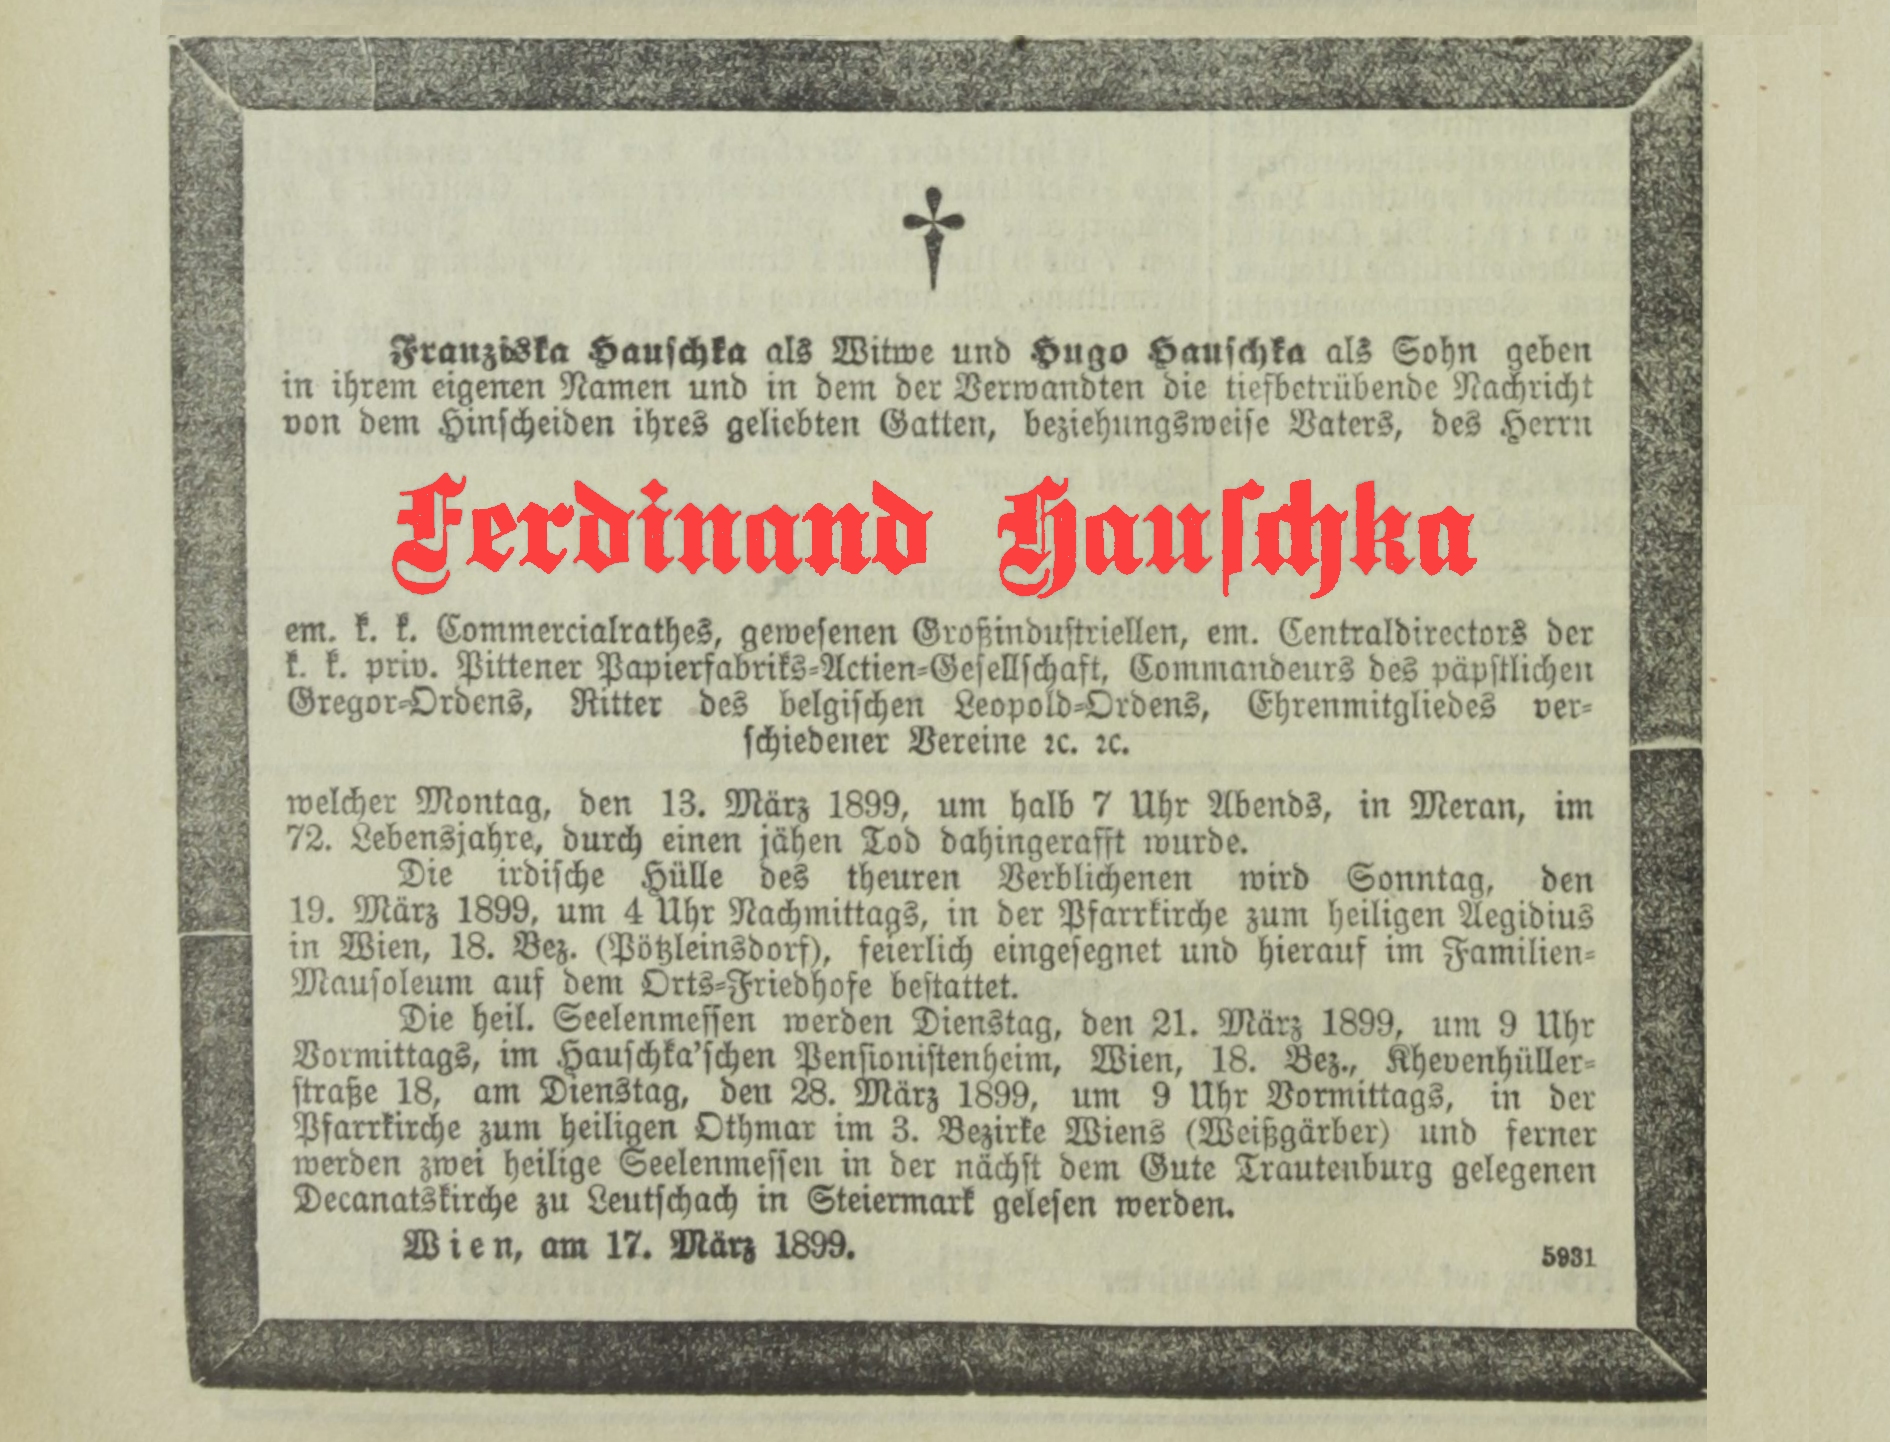 †
Franziska Hauschka als Witwe und Hugo Hauschka als Sohn geben
in ihrem eigenen Namen und in dem der Verwandten die tiefbetrübende Nachricht
von dem Hinscheiden ihres geliebten Gatten, beziehungsweise Vaters, des Herrn
Ferdinand Hauschka
em. k. k. Commercialrathes, gewesenen Großindustriellen, em. Centraldirectors der
k. k. priv. Pittener Papierfabriks-Actien-Gesellschaft, Commandeurs des päpstlichen
Gregor-Ordens, Ritter des belgischen Leopold-Ordens, Ehrenmitgliedes ver-
schiedener Vereine ꝛc. ꝛc.
welcher Montag, den 13. März 1899, um halb 7 Uhr Abends, in Meran, im
72. Lebensjahre, durch einen jähen Tod dahingerafft wurde.
Die irdische Hülle des theuren Verblichenen wird Sonntag, den
19. März 1899, um 4 Uhr Nachmittags, in der Pfarrkirche zum heiligen Aegidius
in Wien, 18. Bez. (Pötzleinsdorf), feierlich eingesegnet und hierauf im Familien-
Mausoleum auf dem Orts-Friedhofe bestattet.
Die heil. Seelenmessen werden Dienstag, den 21. März 1899, um 9 Uhr
Vormittags, im Hauschka'schen Pensionistenheim, Wien, 18. Bez., Khevenhüller-
straße 18, am Dienstag, den 28. März 1899, um 9 Uhr Vormittags, in der
Pfarrkirche zum heiligen Othmar im 3. Bezirke Wiens (Weißgärber) und ferner
werden zwei heilige Seelenmessen in der nächst dem Gute Trautenburg gelegenen
Decanatskirche zu Leutschach in Steiermark gelesen werden.
Wien, am 17. März 1899.
5931